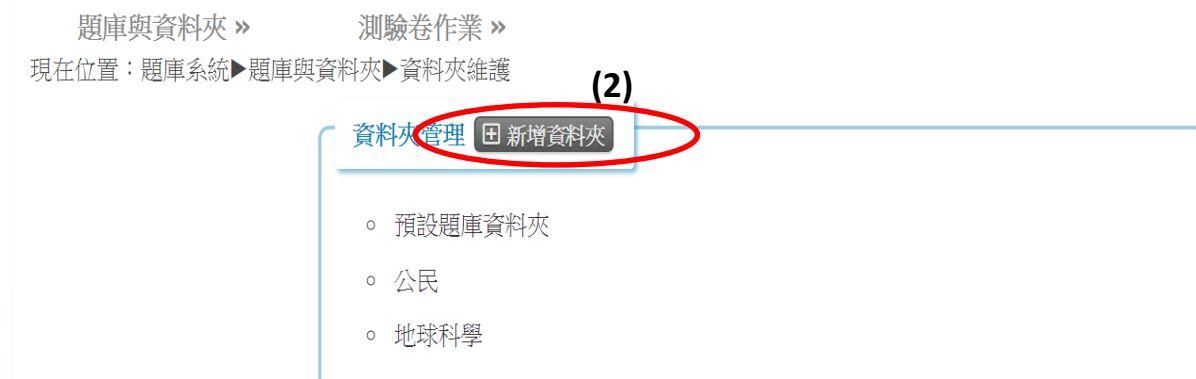 題庫與資料夾 » 測驗卷作業 »
現在位置：題庫系統▶題庫與資料夾▶資料夾維護
(2)
資料夾管理 新增資料夾
預設題庫資料夾
公民
地球科學